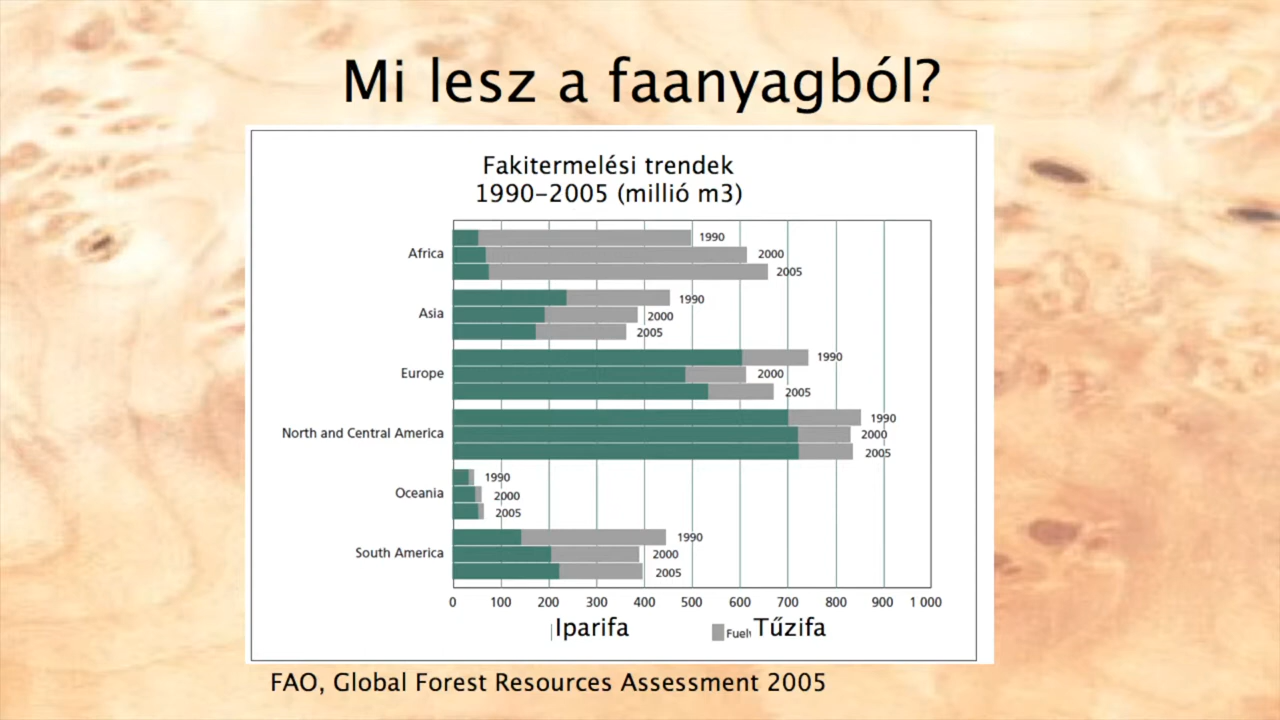 Mi lesz a faanyagból?
Fakitermelési trendek
1990–2005 (millió m3)
1990
Africa
2000
2005
1990
Asia
2000
2005
1990
Europe
2000
2005
1990
North and Central America
2000
2005
1990
Oceania
2000
2005
1990
South America
2000
2005
0 100 200 300 400 500 600 700 800 900 1 000
Iparifa Tűzifa
FAO, Global Forest Resources Assessment 2005